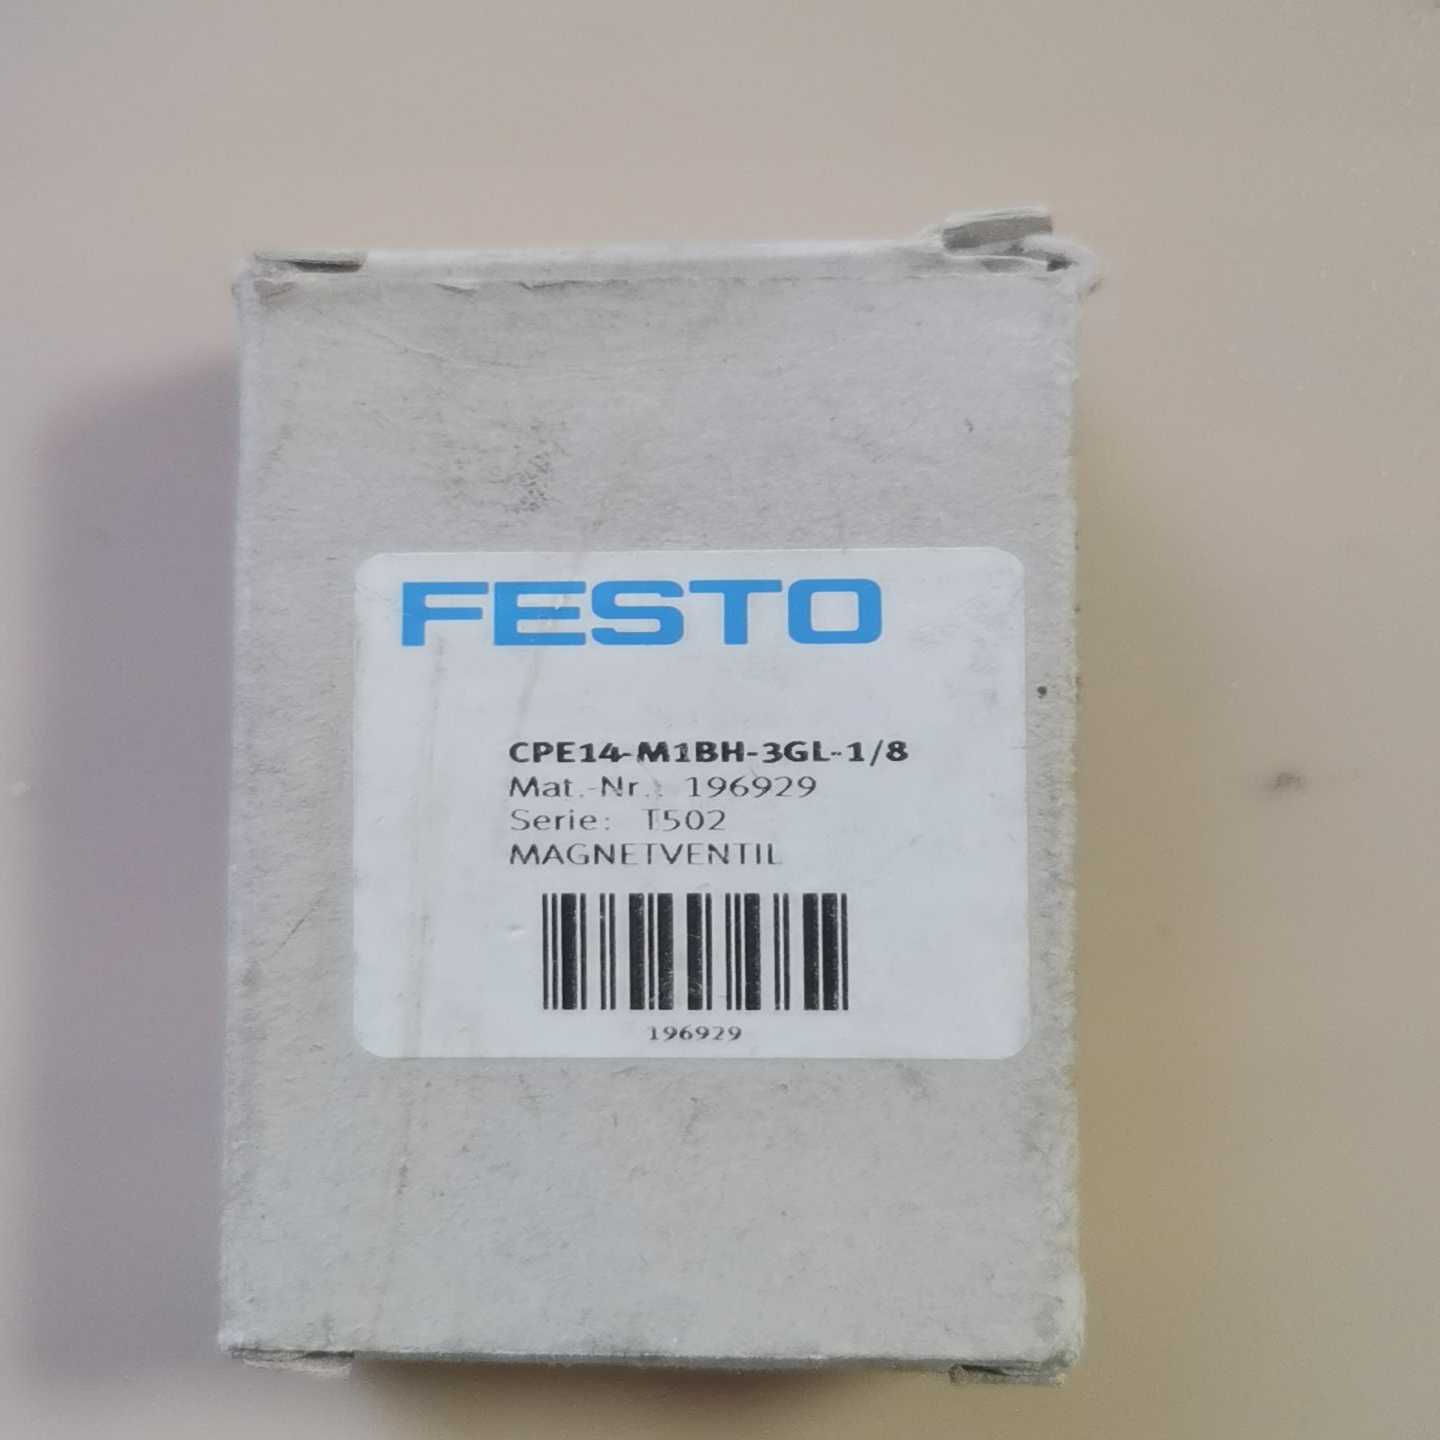 FESTO
CPE14-M1BH-3GL-1/8
Mat.-Nr.: 196929
Serie: T502
MAGNETVENTIL
196929